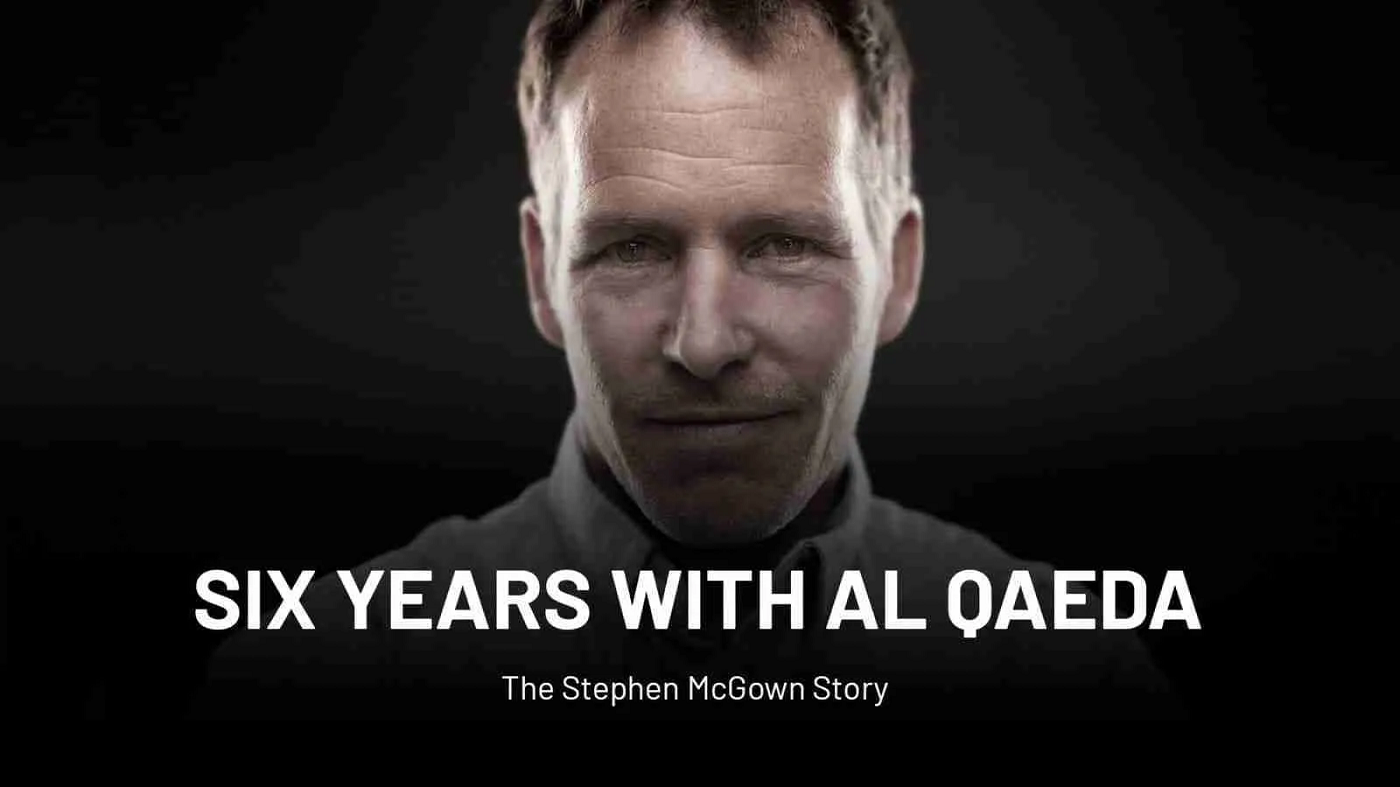 SIX YEARS WITH AL QAEDA
The Stephen McGown Story